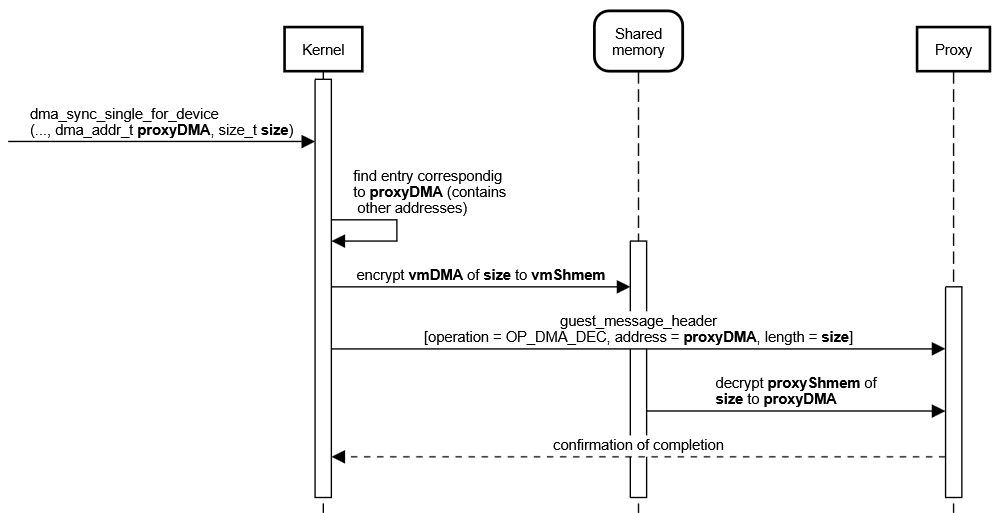 Kernel
Shared
memory
Proxy
dma_sync_single_for_device
(..., dma_addr_t proxyDMA, size_t size)
find entry correspondig
to proxyDMA (contains
other addresses)
encrypt vmDMA of size to vmShmem
guest_message_header
[operation = OP_DMA_DEC, address = proxyDMA, length = size]
decrypt proxyShmem of
size to proxyDMA
confirmation of completion